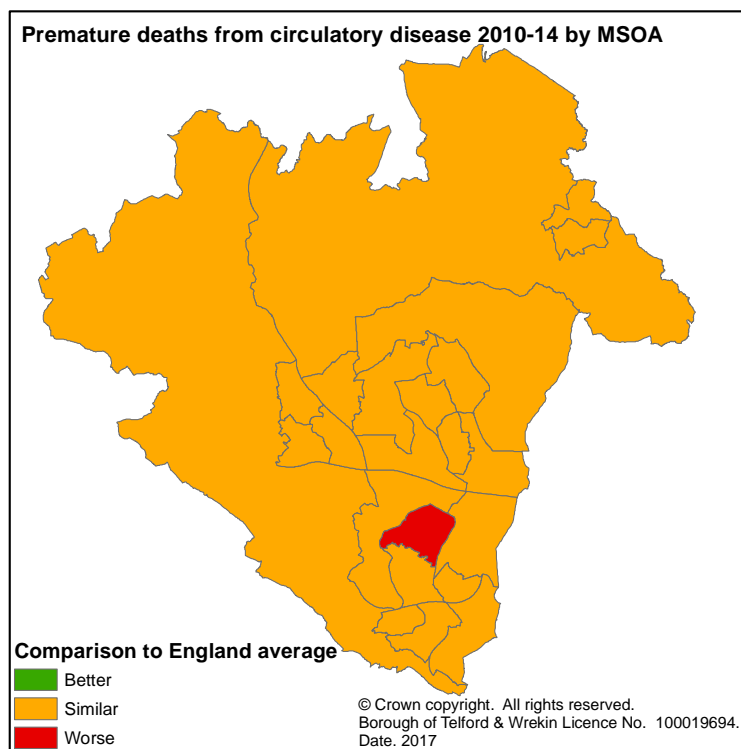 Premature deaths from circulatory disease 2010-14 by MSOA
Comparison to England average
Better
Similar
Worse
© Crown copyright. All rights reserved.
Borough of Telford & Wrekin Licence No. 100019694.
Date. 2017